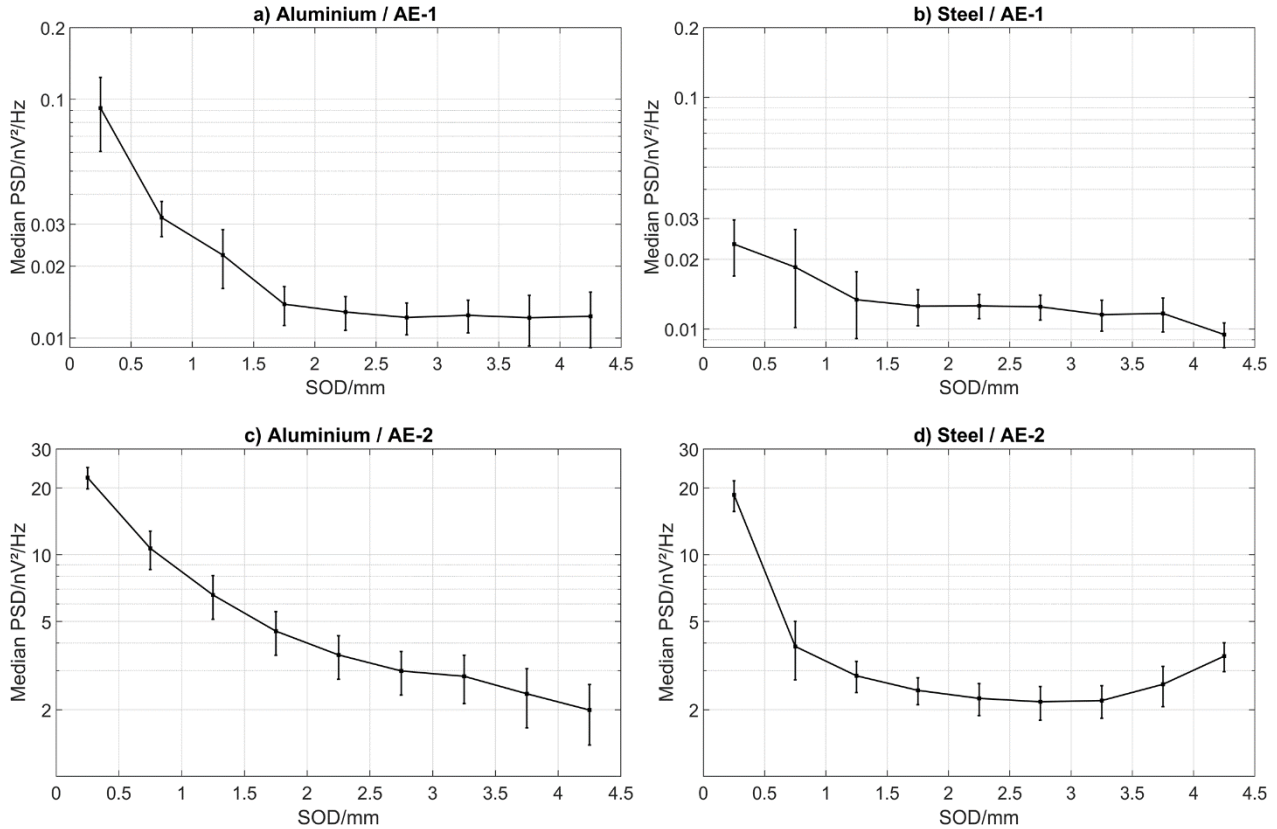 a) Aluminium / AE-1
Median PSD/nV²/Hz
0.2
0.1
0.03
0.02
0.01
0 0.5 1 1.5 2 2.5 3 3.5 4 4.5
SOD/mm
b) Steel / AE-1
Median PSD/nV²/Hz
0.2
0.1
0.03
0.02
0.01
0 0.5 1 1.5 2 2.5 3 3.5 4 4.5
SOD/mm
c) Aluminium / AE-2
Median PSD/nV²/Hz
30
20
10
5
2
0 0.5 1 1.5 2 2.5 3 3.5 4 4.5
SOD/mm
d) Steel / AE-2
Median PSD/nV²/Hz
30
20
10
5
2
0 0.5 1 1.5 2 2.5 3 3.5 4 4.5
SOD/mm